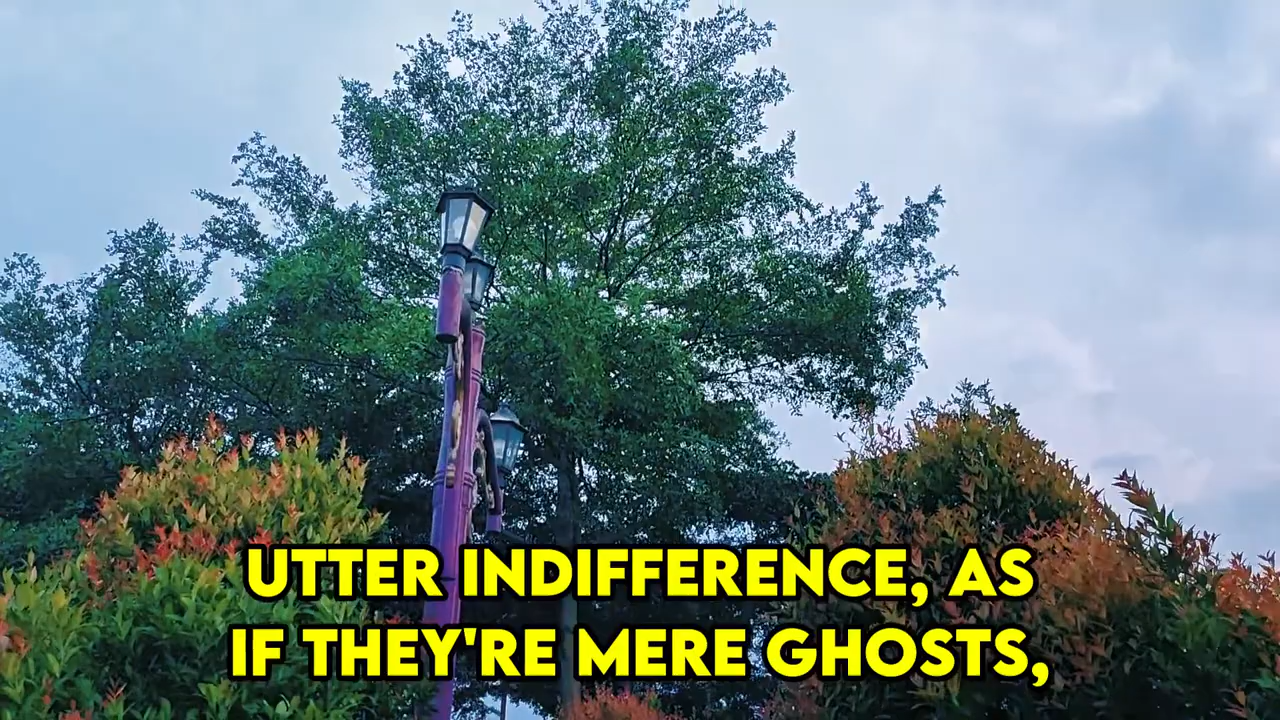 UTTER INDIFFERENCE, AS
IF THEY'RE MERE GHOSTS,